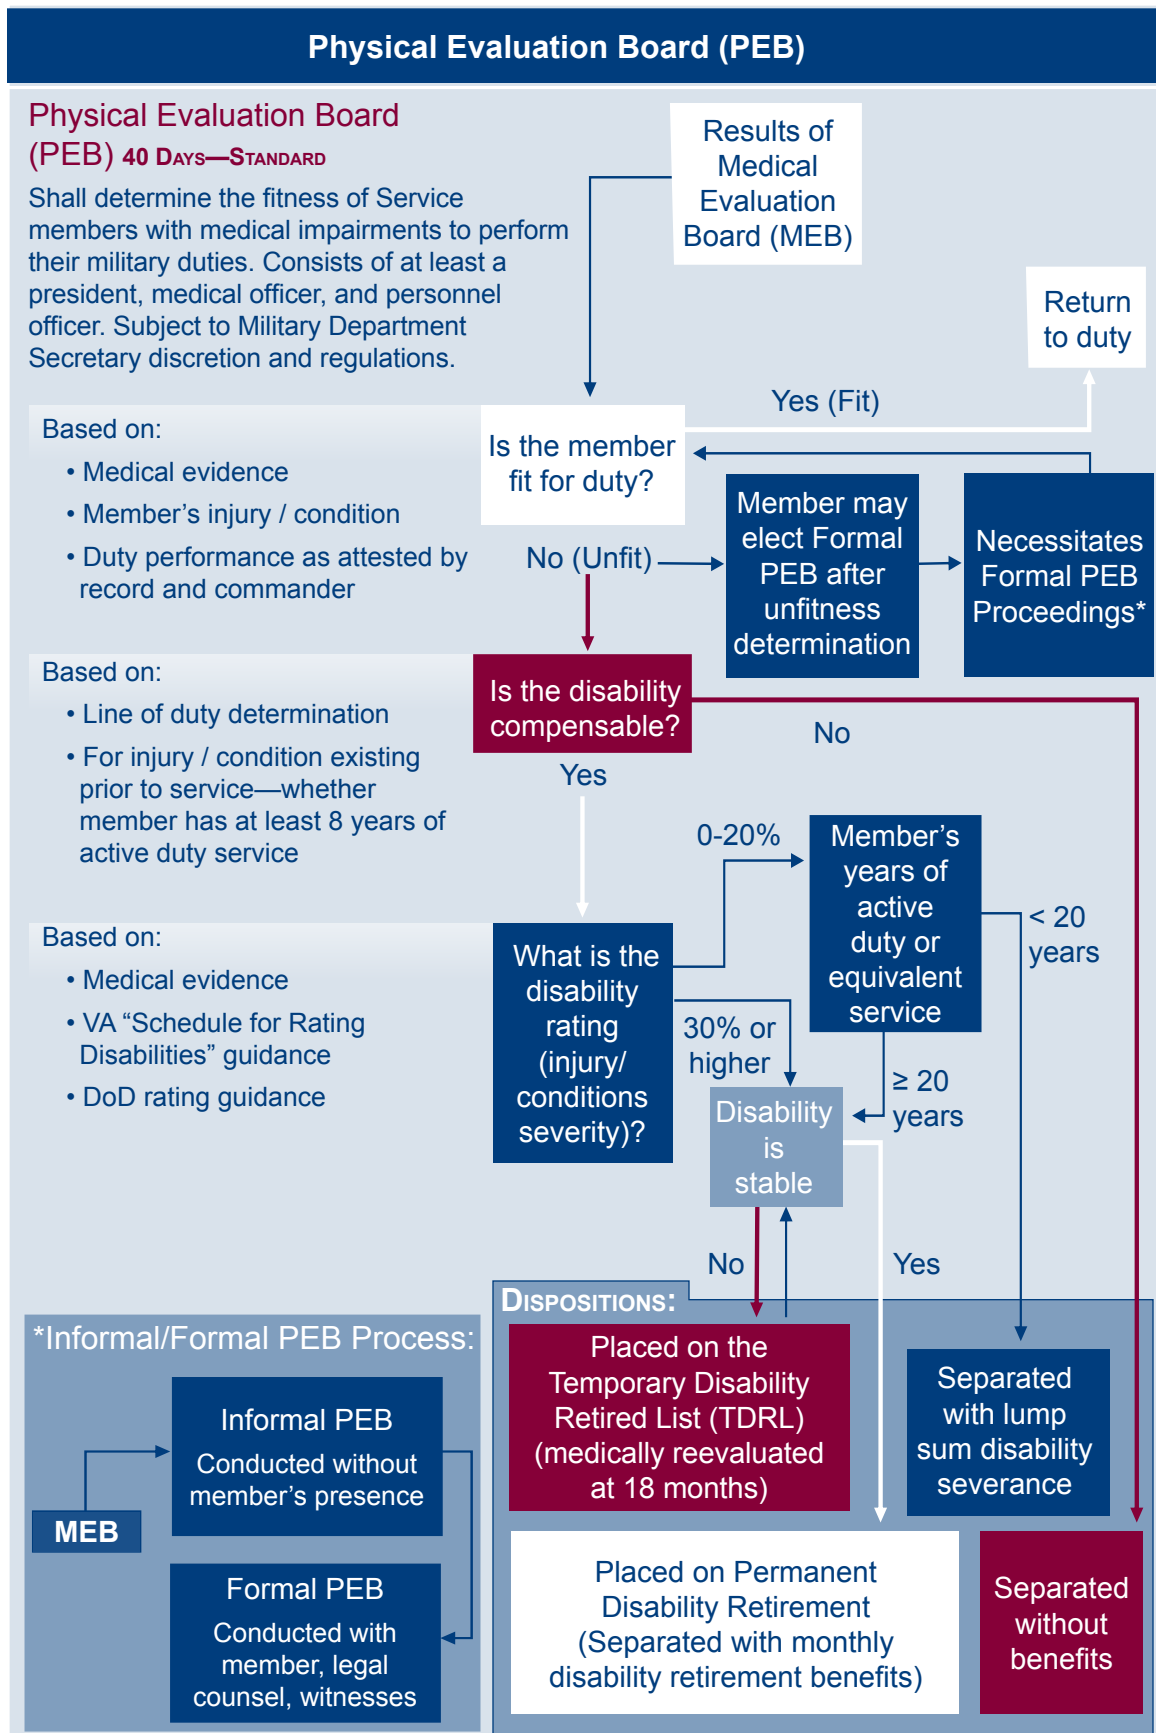 Physical Evaluation Board (PEB)
Physical Evaluation Board
(PEB) 40 Days—Standard
Shall determine the fitness of Service
members with medical impairments to perform
their military duties. Consists of at least a
president, medical officer, and personnel
officer. Subject to Military Department
Secretary discretion and regulations.
Results of
Medical
Evaluation
Board (MEB)
Return
to duty
Yes (Fit)
Based on:
• Medical evidence
• Member’s injury / condition
• Duty performance as attested by
record and commander
Is the member
fit for duty?
No (Unfit)
Member may
elect Formal
PEB after
unfitness
determination
Necessitates
Formal PEB
Proceedings*
Based on:
• Line of duty determination
• For injury / condition existing
prior to service—whether
member has at least 8 years of
active duty service
Is the disability
compensable?
No
Yes
0-20%
Member’s
years of
active
duty or
equivalent
service
< 20
years
Based on:
• Medical evidence
• VA “Schedule for Rating
Disabilities” guidance
• DoD rating guidance
What is the
disability
rating
(injury/
conditions
severity)?
30% or
higher
≥ 20
years
Disability
is
stable
No
Yes
Dispositions:
Placed on the
Temporary Disability
Retired List (TDRL)
(medically reevaluated
at 18 months)
Separated
with lump
sum disability
severance
Placed on Permanent
Disability Retirement
(Separated with monthly
disability retirement benefits)
Separated
without
benefits
*Informal/Formal PEB Process:
Informal PEB
Conducted without
member’s presence
MEB
Formal PEB
Conducted with
member, legal
counsel, witnesses